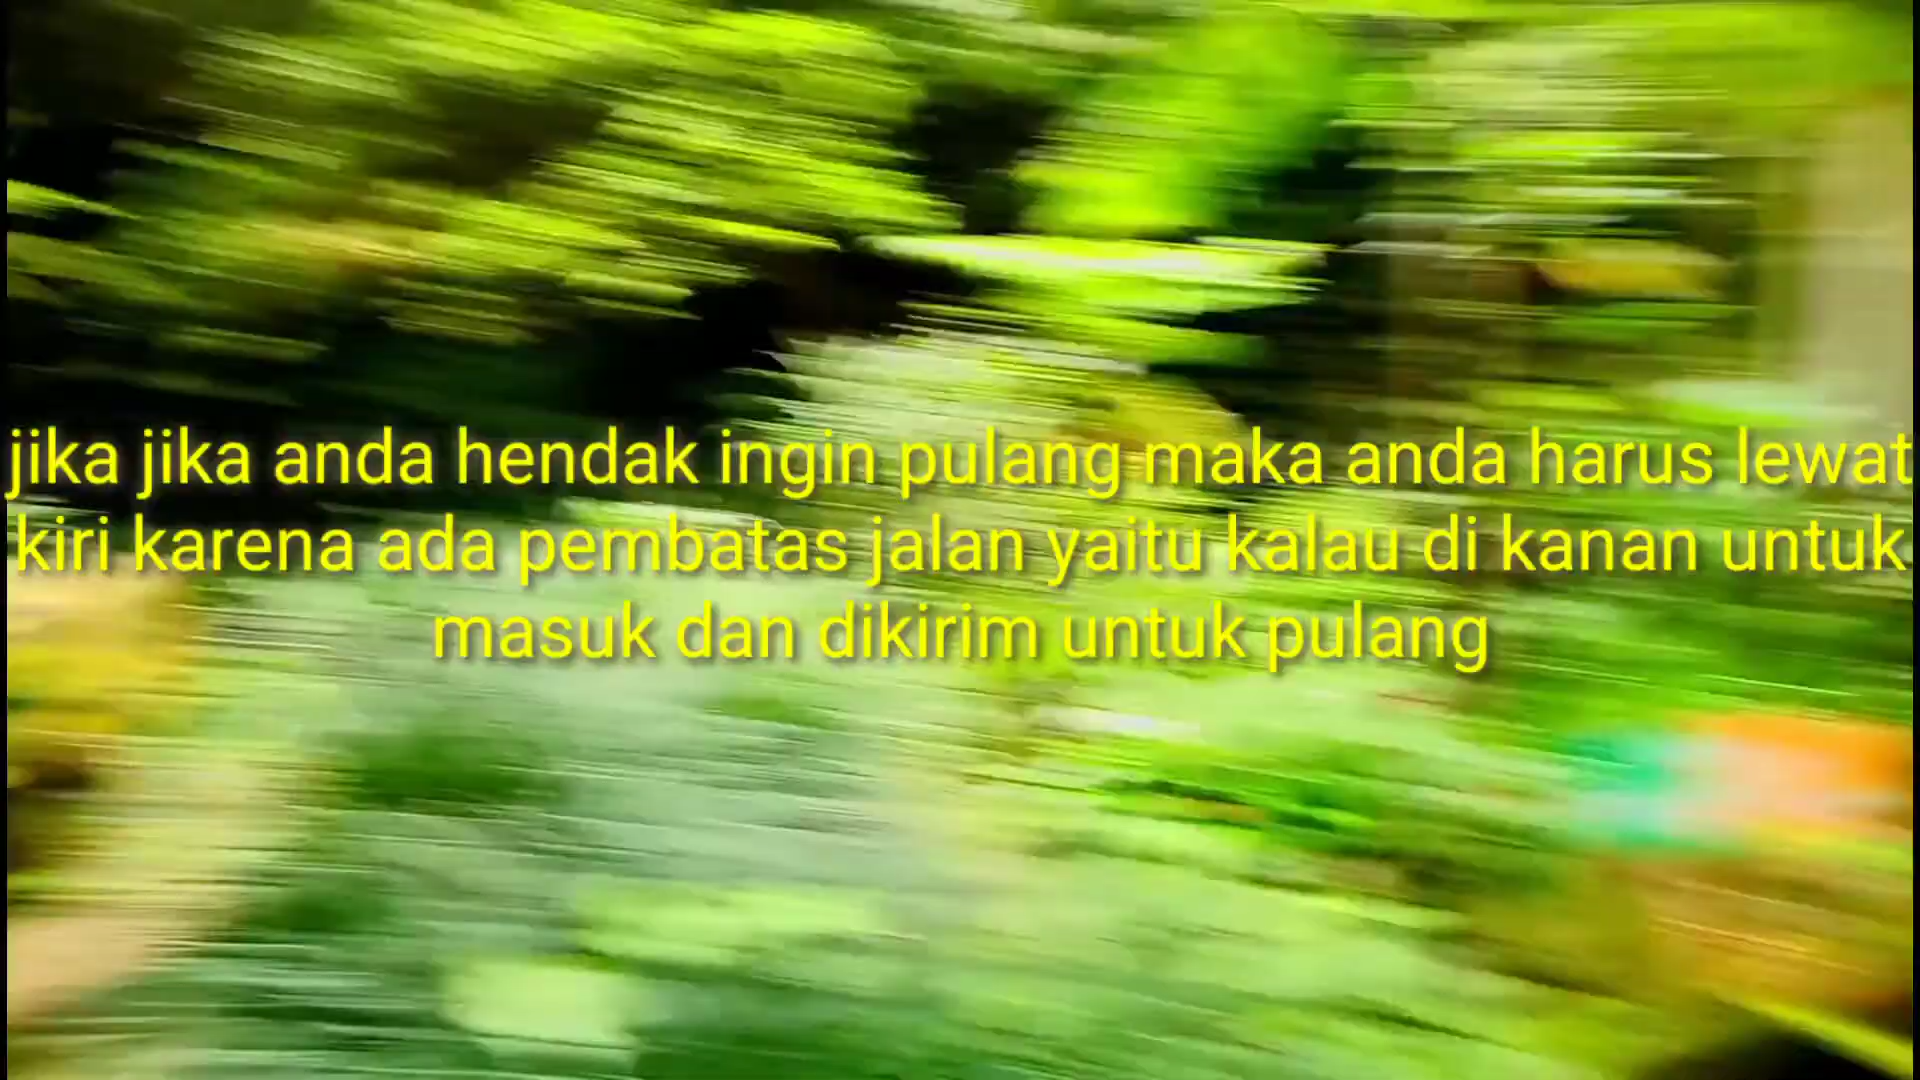 jika jika anda hendak ingin pulang maka anda harus lewat
kiri karena ada pembatas jalan yaitu kalau di kanan untuk
masuk dan dikirim untuk pulang